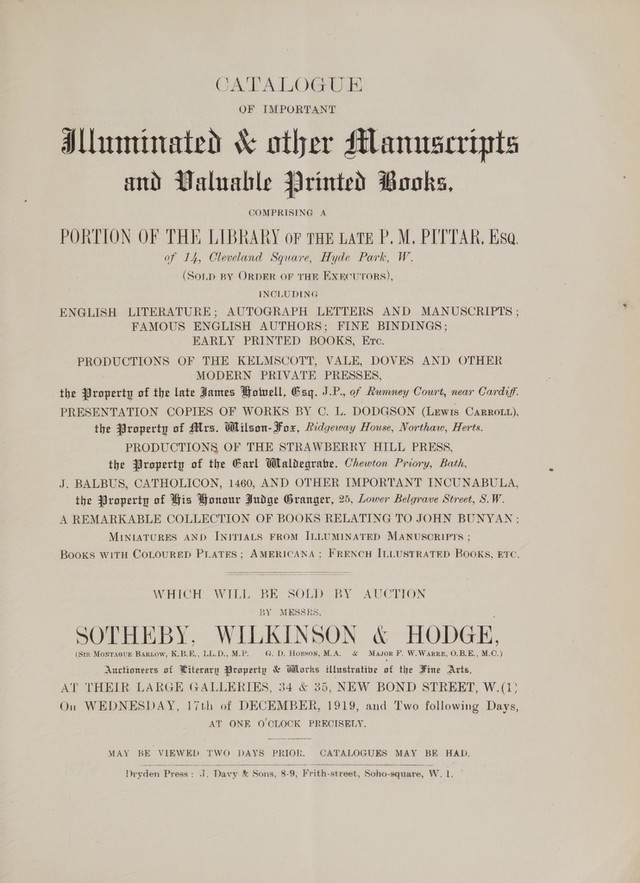 CATALOGUE
OF IMPORTANT
Illuminated & other Manuscripts
and Valuable Printed Books,
COMPRISING A
PORTION OF THE LIBRARY OF THE LATE P. M. PITTAR, ESQ.
of 14, Cleveland Square, Hyde Park, W.
(SOLD BY ORDER OF THE EXECUTORS),
INCLUDING
ENGLISH LITERATURE; AUTOGRAPH LETTERS AND MANUSCRIPTS;
FAMOUS ENGLISH AUTHORS; FINE BINDINGS;
EARLY PRINTED BOOKS, ETC.
PRODUCTIONS OF THE KELMSCOTT, VALE, DOVES AND OTHER
MODERN PRIVATE PRESSES,
the Property of the late James Howell, Esq. J.P., of Rumney Court, near Cardiff.
PRESENTATION COPIES OF WORKS BY C. L. DODGSON (LEWIS CARROLL),
the Property of Mrs. Wilson-Fox, Ridgeway House, Northaw, Herts.
PRODUCTIONS OF THE STRAWBERRY HILL PRESS,
the Property of the Earl Waldegrave, Chewton Priory, Bath,
J. BALBUS, CATHOLICON, 1460, AND OTHER IMPORTANT INCUNABULA,
the Property of His Honour Judge Granger, 25, Lower Belgrave Street, S.W.
A REMARKABLE COLLECTION OF BOOKS RELATING TO JOHN BUNYAN;
MINIATURES AND INITIALS FROM ILLUMINATED MANUSCRIPTS;
BOOKS WITH COLOURED PLATES; AMERICANA; FRENCH ILLUSTRATED BOOKS, ETC.
WHICH WILL BE SOLD BY AUCTION
BY MESSRS.
SOTHEBY, WILKINSON & HODGE,
(SIR MONTAGUE BARLOW, K.B.E., LL.D., M.P. G. D. HOBSON, M.A. & MAJOR F. W. WARRE, O.B.E., M.C.)
Auctioneers of Literary Property & Works illustrative of the Fine Arts,
AT THEIR LARGE GALLERIES, 34 & 35, NEW BOND STREET, W.(1)
On WEDNESDAY, 17th of DECEMBER, 1919, and Two following Days,
AT ONE O'CLOCK PRECISELY.
MAY BE VIEWED TWO DAYS PRIOR. CATALOGUES MAY BE HAD.
Dryden Press: J. Davy & Sons, 8-9, Frith-street, Soho-square, W. 1.